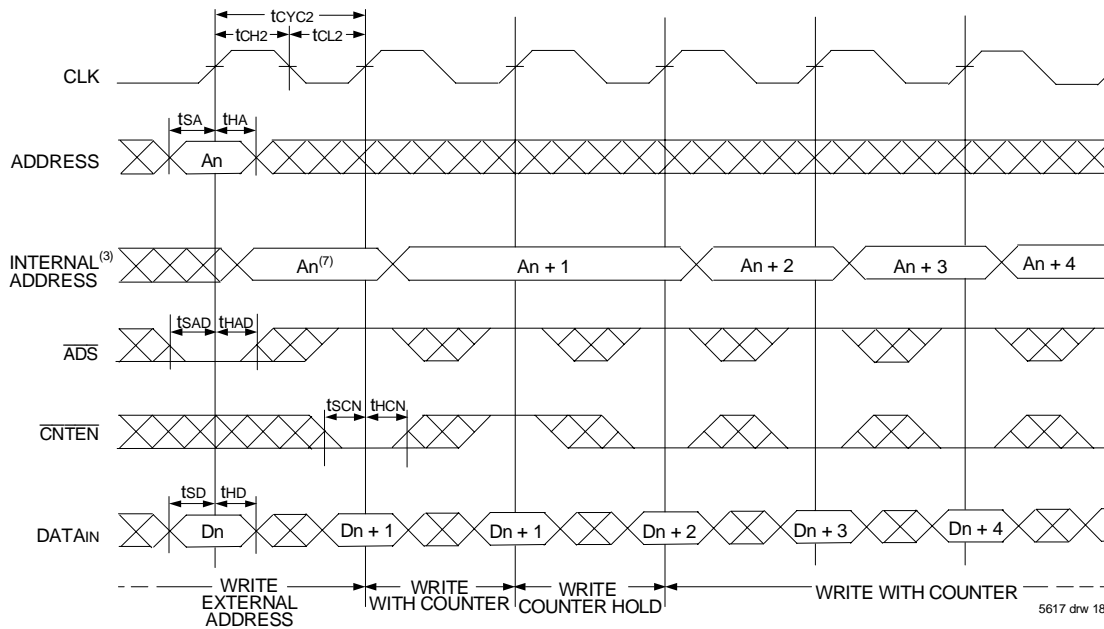 tCYC2
tCH2 tCL2
CLK
tSA tHA
ADDRESS An
INTERNAL(3)
ADDRESS An(7) An + 1 An + 2 An + 3 An + 4
tSAD tHAD
ADS
tSCN tHCN
CNTEN
tSD tHD
DATAIN Dn Dn + 1 Dn + 1 Dn + 2 Dn + 3 Dn + 4
WRITE
EXTERNAL
ADDRESS
WRITE
WITH COUNTER
WRITE
COUNTER HOLD
WRITE WITH COUNTER
5617 drw 18